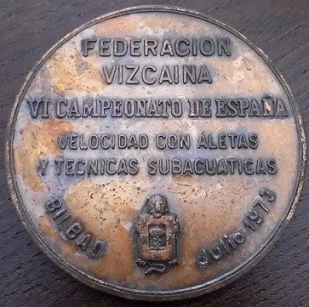 FEDERACION
VIZCAINA
VI CAMPEONATO DE ESPAÑA
VELOCIDAD CON ALETAS
Y TECNICAS SUBACUATICAS
BILBAO
Julio 1973